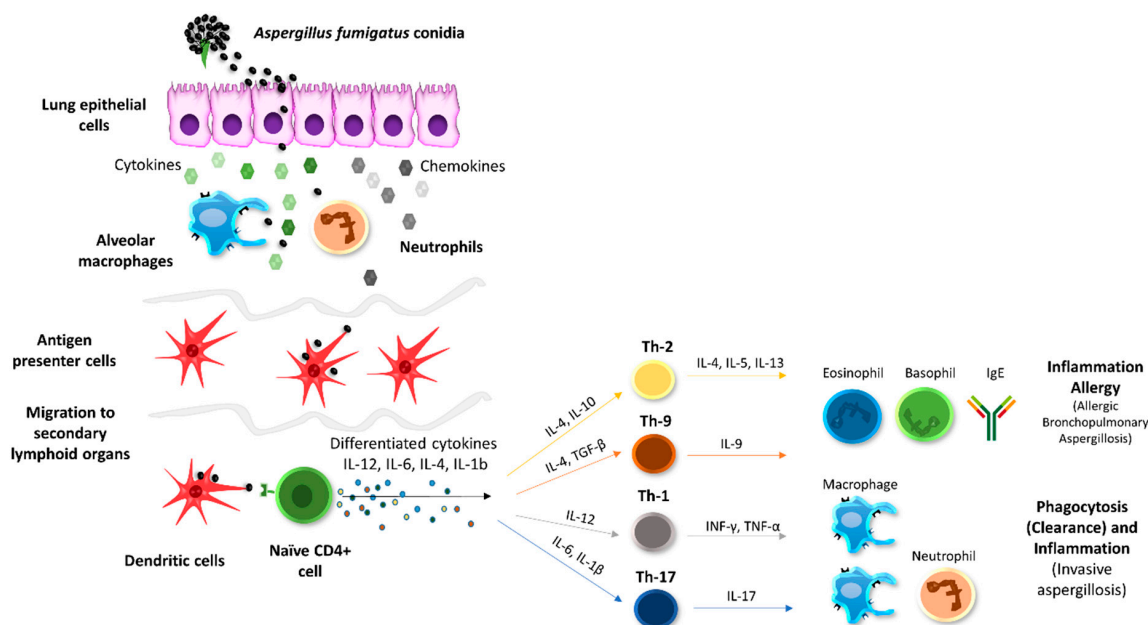 Aspergillus fumigatus conidia
Lung epithelial
cells
Cytokines
Chemokines
Alveolar
macrophages
Neutrophils
Antigen
presenter cells
Migration to
secondary
lymphoid organs
Differentiated cytokines
IL-12, IL-6, IL-4, IL-1b
Dendritic cells
Naïve CD4+
cell
IL-4, IL-10
IL-4, TGF-β
IL-12
IL-6, IL-1β
Th-2
IL-4, IL-5, IL-13
Th-9
IL-9
Th-1
INF-γ, TNF-α
Th-17
IL-17
Eosinophil
Basophil
IgE
Inflammation
Allergy
(Allergic
Bronchopulmonary
Aspergillosis)
Macrophage
Neutrophil
Phagocytosis
(Clearance) and
Inflammation
(Invasive
aspergillosis)